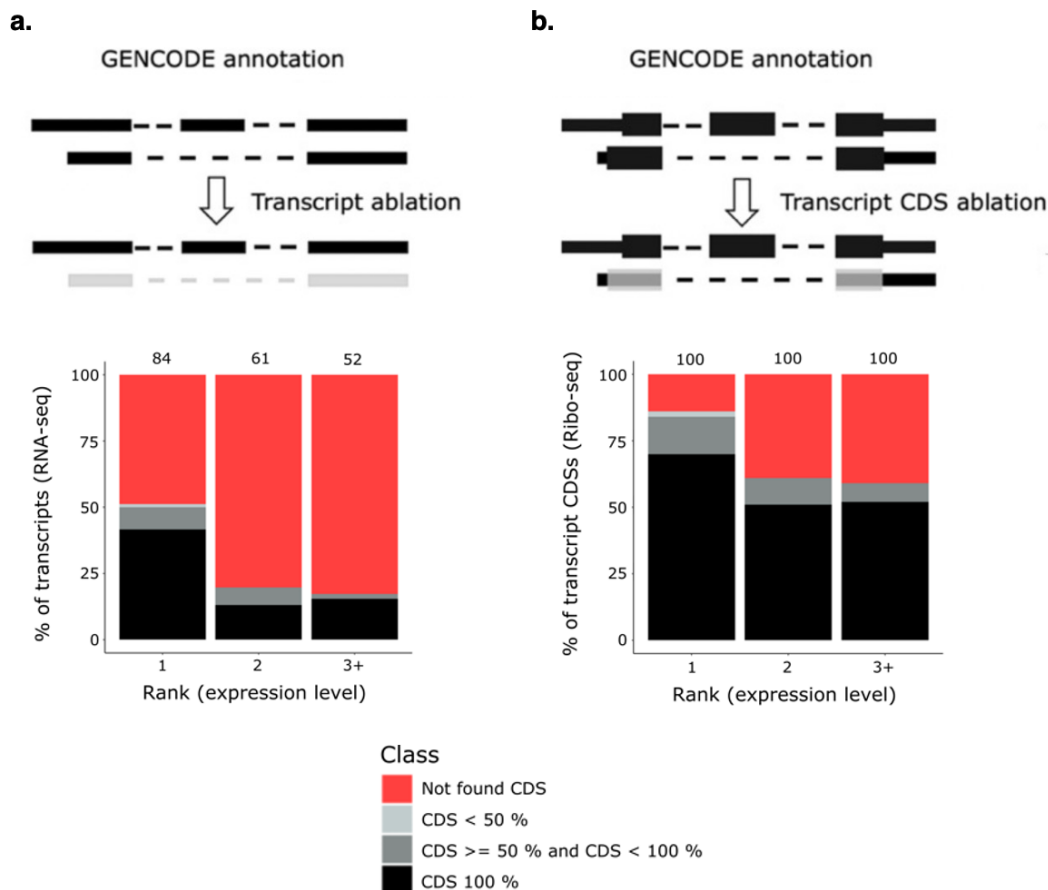 a.
GENCODE annotation
Transcript ablation
84 61 52
100
75
50
25
0
% of transcripts (RNA-seq)
1 2 3+
Rank (expression level)
b.
GENCODE annotation
Transcript CDS ablation
100 100 100
100
75
50
25
0
% of transcript CDSs (Ribo-seq)
1 2 3+
Rank (expression level)
Class
Not found CDS
CDS < 50 %
CDS >= 50 % and CDS < 100 %
CDS 100 %